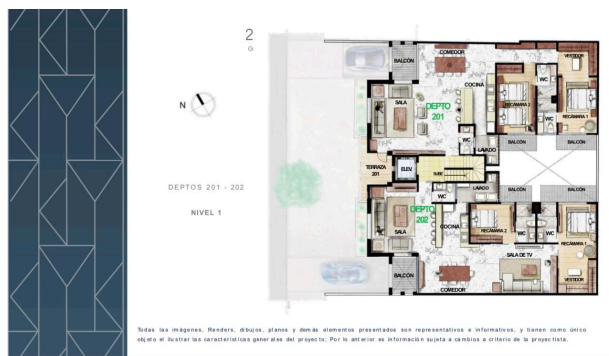 2
G
N
DEPTOS 201 - 202
NIVEL 1
COMEDOR
VESTIDOR
BALCÓN
WC
COCINA
SALA
DEPTO
201
RECÁMARA 2
RECÁMARA 1
WC
WC
LAVADO
TERRAZA
201
ELEV.
SUBE
BALCÓN
BALCÓN
LAVADO
BALCÓN
BALCÓN
WC
DEPTO
202
SALA
COCINA
RECÁMARA 2
WC
WC
RECÁMARA 1
SALA DE TV
BALCÓN
VESTIDOR
COMEDOR
Todas las imágenes, Renders, dibujos, planos y demás elementos presentados son representativos e informativos, y tienen como único
objeto el ilustrar las características generales del proyecto; Por lo anterior es información sujeta a cambios a criterio de la proyectista.